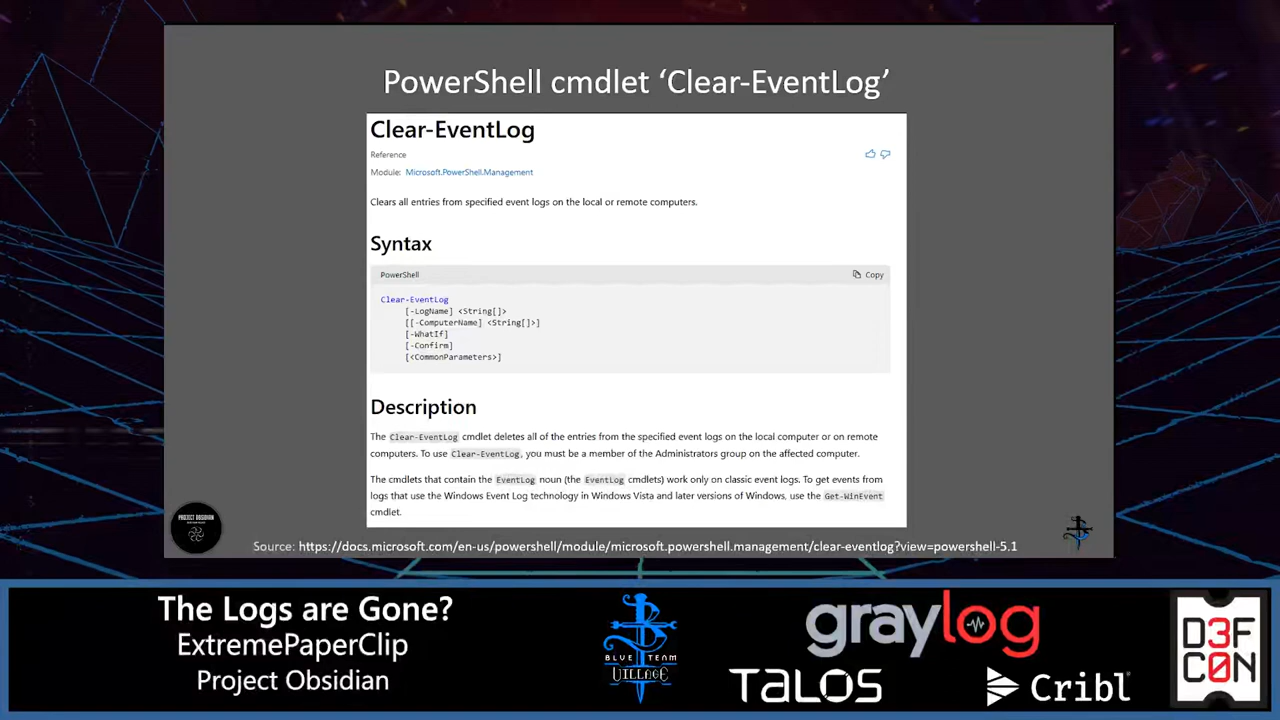 PowerShell cmdlet ‘Clear-EventLog’
Clear-EventLog
Reference
Module: Microsoft.PowerShell.Management
Clears all entries from specified event logs on the local or remote computers.
Syntax
PowerShell
Copy
Clear-EventLog
[-LogName] <String[]>
[[-ComputerName] <String[]>]
[-WhatIf]
[-Confirm]
[<CommonParameters>]
Description
The Clear-EventLog cmdlet deletes all of the entries from the specified event logs on the local computer or on remote
computers. To use Clear-EventLog, you must be a member of the Administrators group on the affected computer.
The cmdlets that contain the EventLog noun (the EventLog cmdlets) work only on classic event logs. To get events from
logs that use the Windows Event Log technology in Windows Vista and later versions of Windows, use the Get-WinEvent
cmdlet.
PROJECT OBSIDIAN
Source: https://docs.microsoft.com/en-us/powershell/module/microsoft.powershell.management/clear-eventlog?view=powershell-5.1
The Logs are Gone?
ExtremePaperClip
Project Obsidian
BLUE TEAM
VILLAGE
graylog
TALOS
Cribl
D3F
C0N